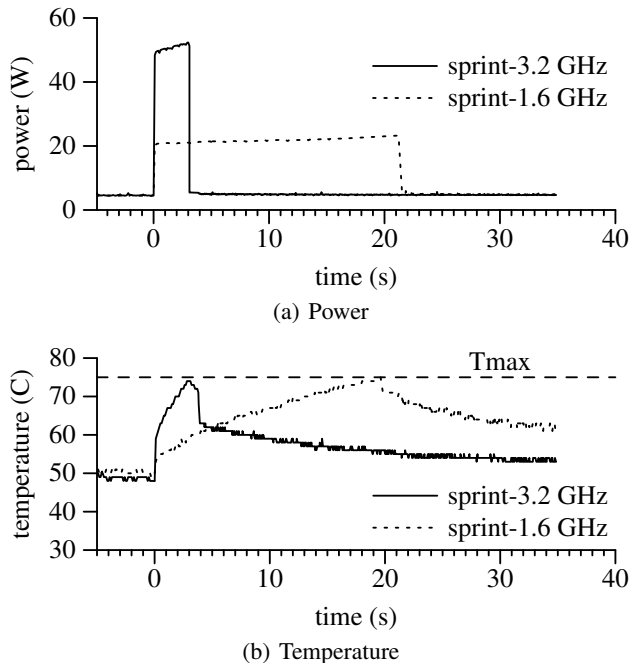 60
40
20
0
power (W)
sprint-3.2 GHz
sprint-1.6 GHz
0 10 20 30 40
time (s)
(a) Power
80
70
60
50
40
30
temperature (C)
Tmax
sprint-3.2 GHz
sprint-1.6 GHz
0 10 20 30 40
time (s)
(b) Temperature